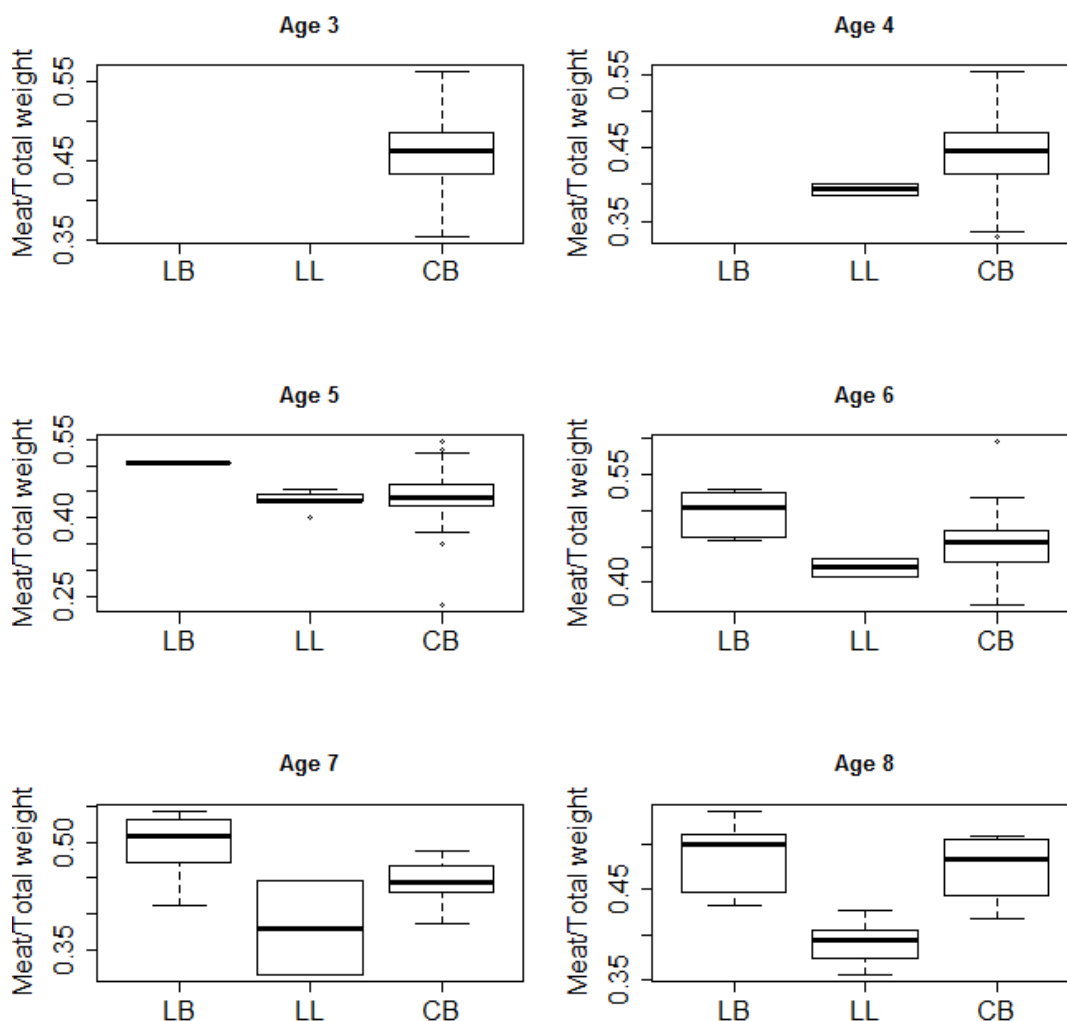 Age 3
Meat/Total weight
0.55
0.45
0.35
LB LL CB
Age 4
Meat/Total weight
0.55
0.45
0.35
LB LL CB
Age 5
Meat/Total weight
0.55
0.40
0.25
LB LL CB
Age 6
Meat/Total weight
0.55
0.40
LB LL CB
Age 7
Meat/Total weight
0.50
0.35
LB LL CB
Age 8
Meat/Total weight
0.45
0.35
LB LL CB